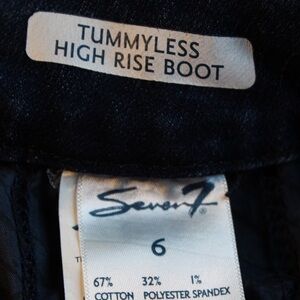 TUMMYLESS
HIGH RISE BOOT
Seven7®
6
67% 32% 1%
COTTON POLYESTER SPANDEX